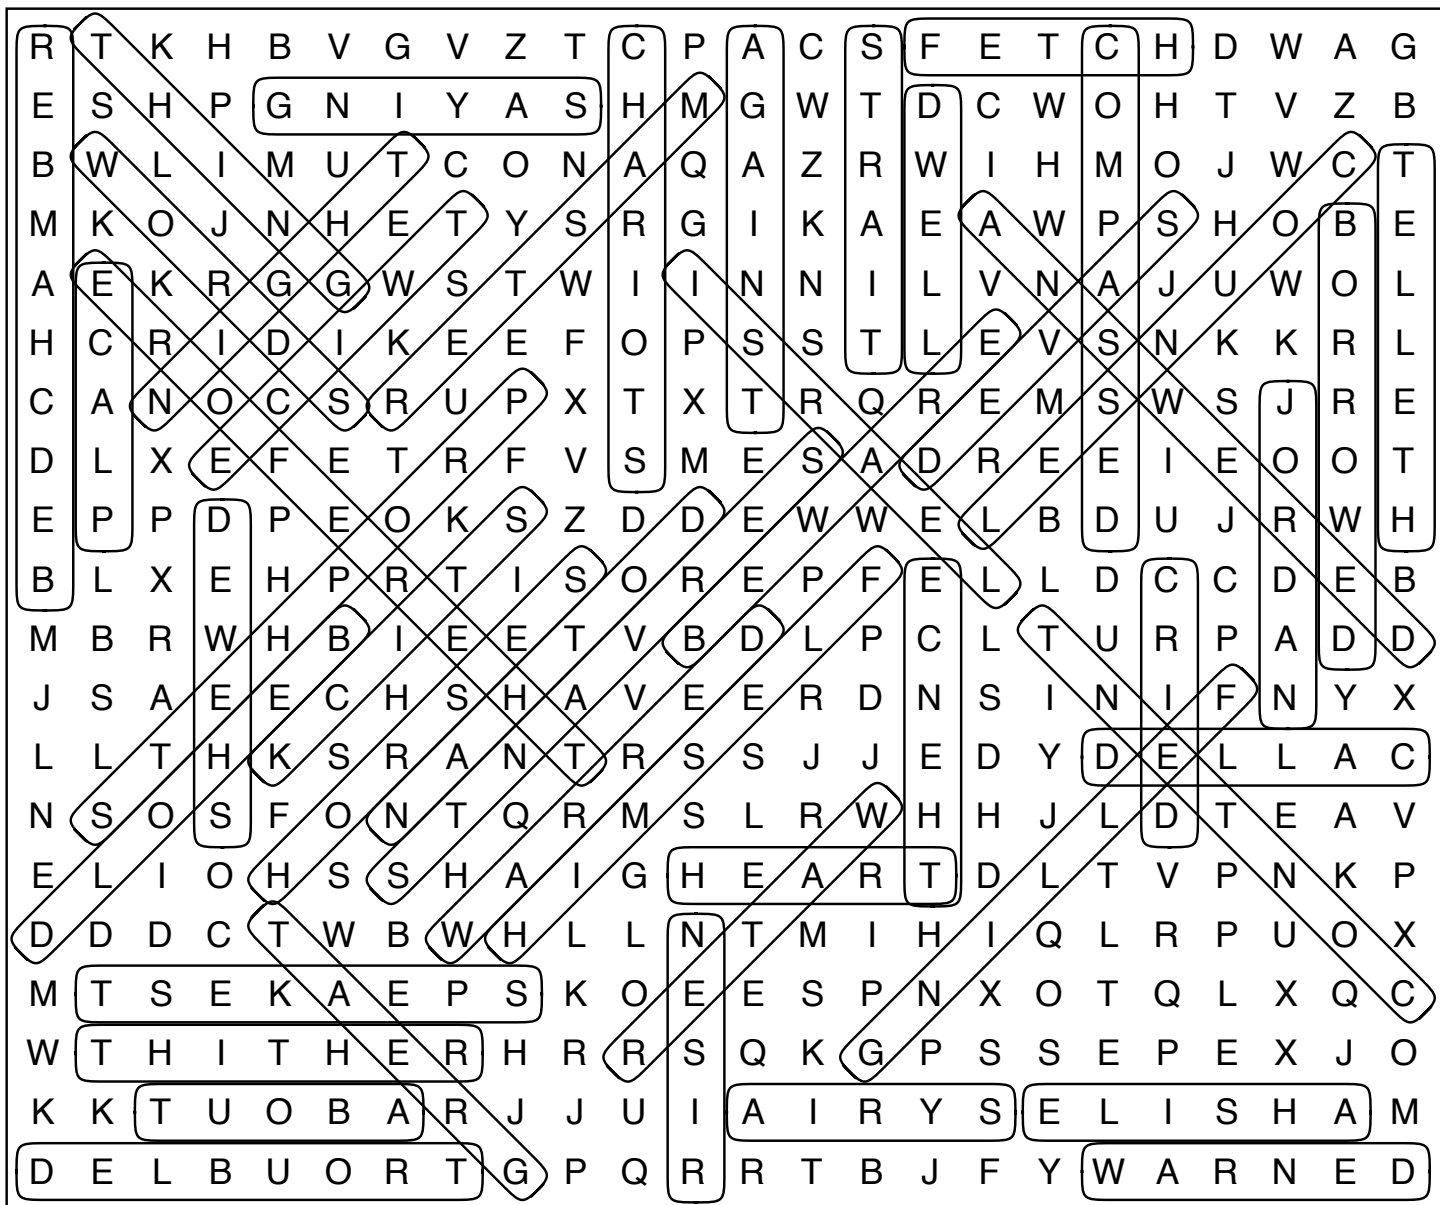 R T K H B V G V Z T C P A C S F E T C H D W A G
E S H P G N I Y A S H M G W T D C W O H T V Z B
B W L I M U T C O N A Q A Z R W I H M O J W C T
M K O J N H E T Y S R G I K A E A W P S H O B E
A E K R G G W S T W I I N N I L V N A J U W O L
H C R I D I K E E F O P S S T L E V S N K K R L
C A N O C S R U P X T X T R Q R E M S W S J R E
D L X E F E T R F V S M E S A D R E E I E O O T
E P P D P E O K S Z D D E W W E L B D U J R W H
B L X E H P R T I S O R E P F E L L D C C D E B
M B R W H B I E E T V B D L P C L T U R P A D D
J S A E E C H S H A V E E R D N S I N I F N Y X
L L T H K S R A N T R S S J J E D Y D E L L A C
N S O S F O N T Q R M S L R W H H J L D T E A V
E L I O H S S H A I G H E A R T D L T V P N K P
D D D C T W B W H L L N T M I H I Q L R P U O X
M T S E K A E P S K O E E S P N X O T Q L X Q C
W T H I T H E R H R R S Q K G P S S E P E X J O
K K T U O B A R J J U I A I R Y S E L I S H A M
D E L B U O R T G P Q R R T B J F Y W A R N E D